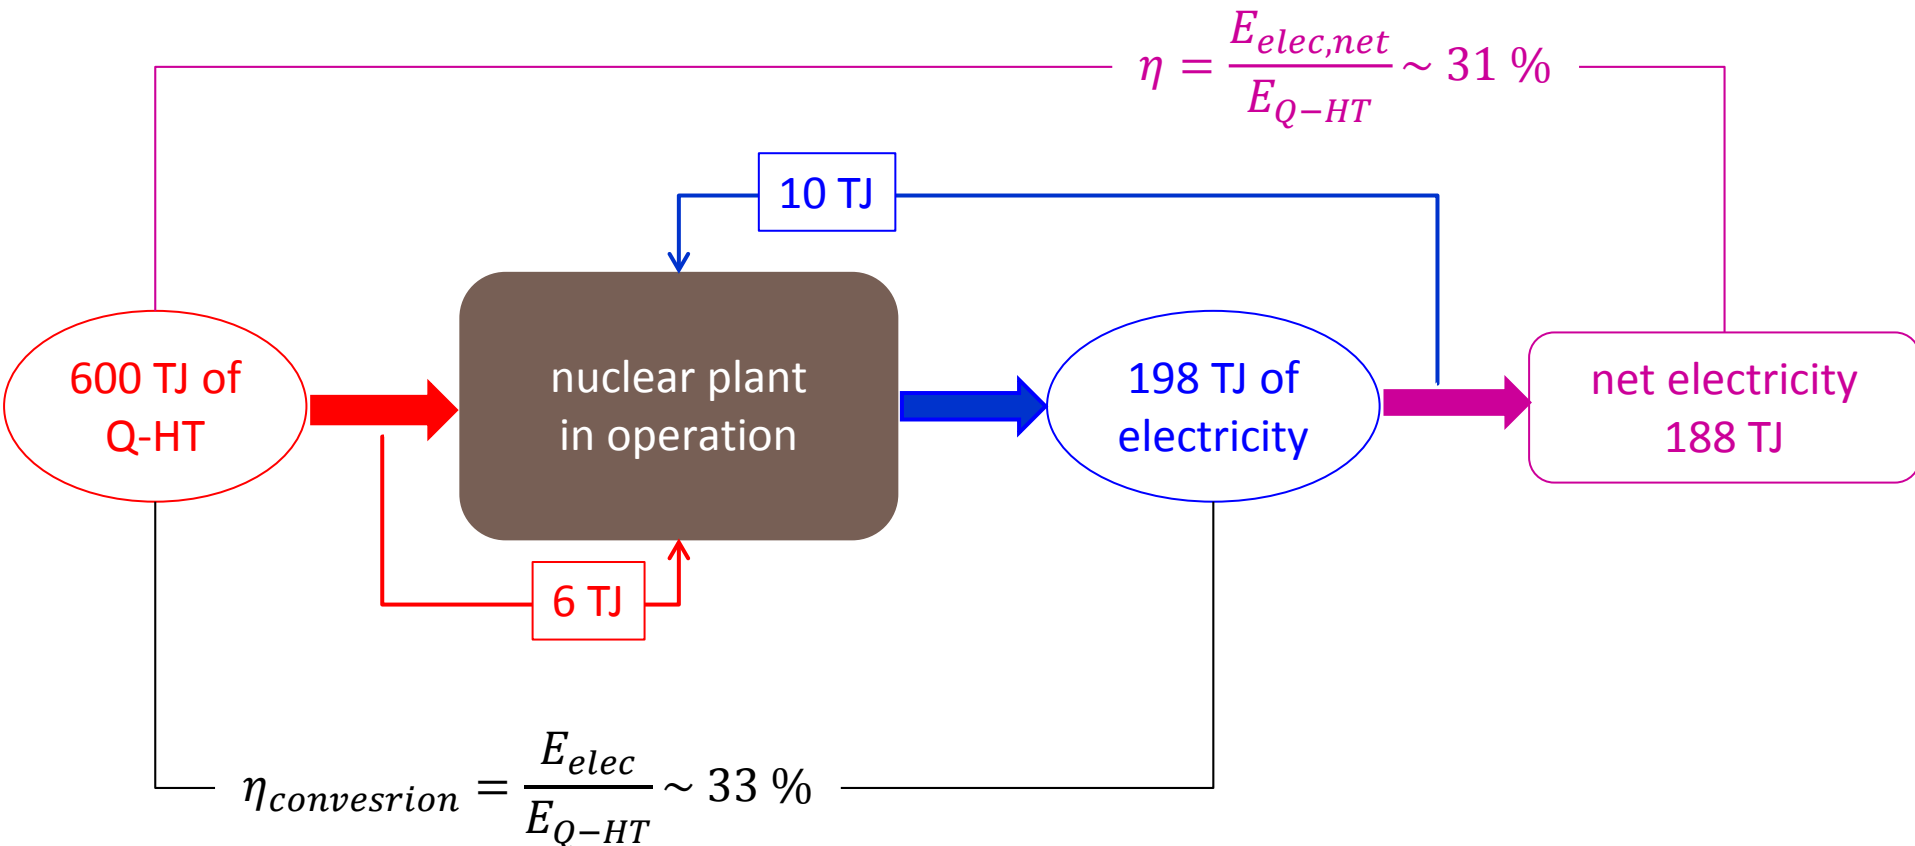 η = E_elec,net / E_Q−HT ~ 31 %
10 TJ
600 TJ of
Q-HT
nuclear plant
in operation
198 TJ of
electricity
net electricity
188 TJ
6 TJ
η_convesrion = E_elec / E_Q−HT ~ 33 %